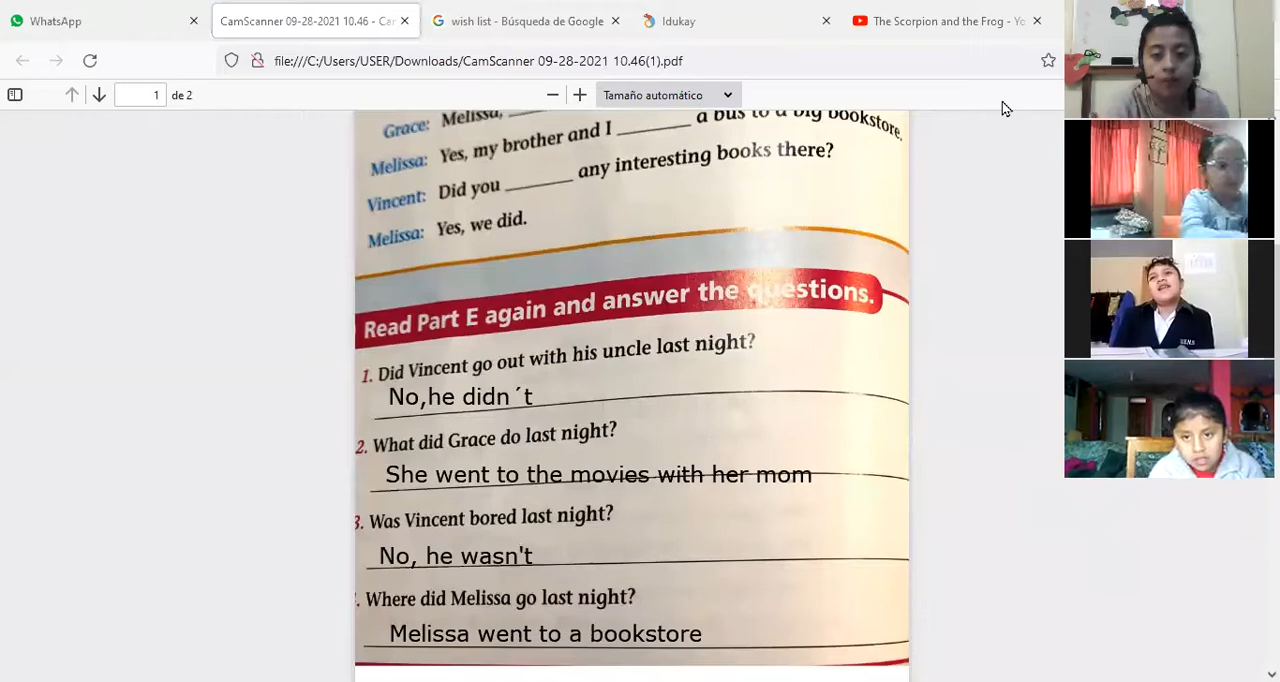 WhatsApp
CamScanner 09-28-2021 10.46 - Ca
wish list - Búsqueda de Google
Idukay
The Scorpion and the Frog - Yo
file:///C:/Users/USER/Downloads/CamScanner 09-28-2021 10.46(1).pdf
1 de 2
Tamaño automático
Grace: Melissa,
Melissa: Yes, my brother and I ________ a bus to a big bookstore.
Vincent: Did you ________ any interesting books there?
Melissa: Yes, we did.
Read Part E again and answer the questions.
1. Did Vincent go out with his uncle last night?
No,he didn´t
2. What did Grace do last night?
She went to the movies with her mom
3. Was Vincent bored last night?
No, he wasn't
. Where did Melissa go last night?
Melissa went to a bookstore